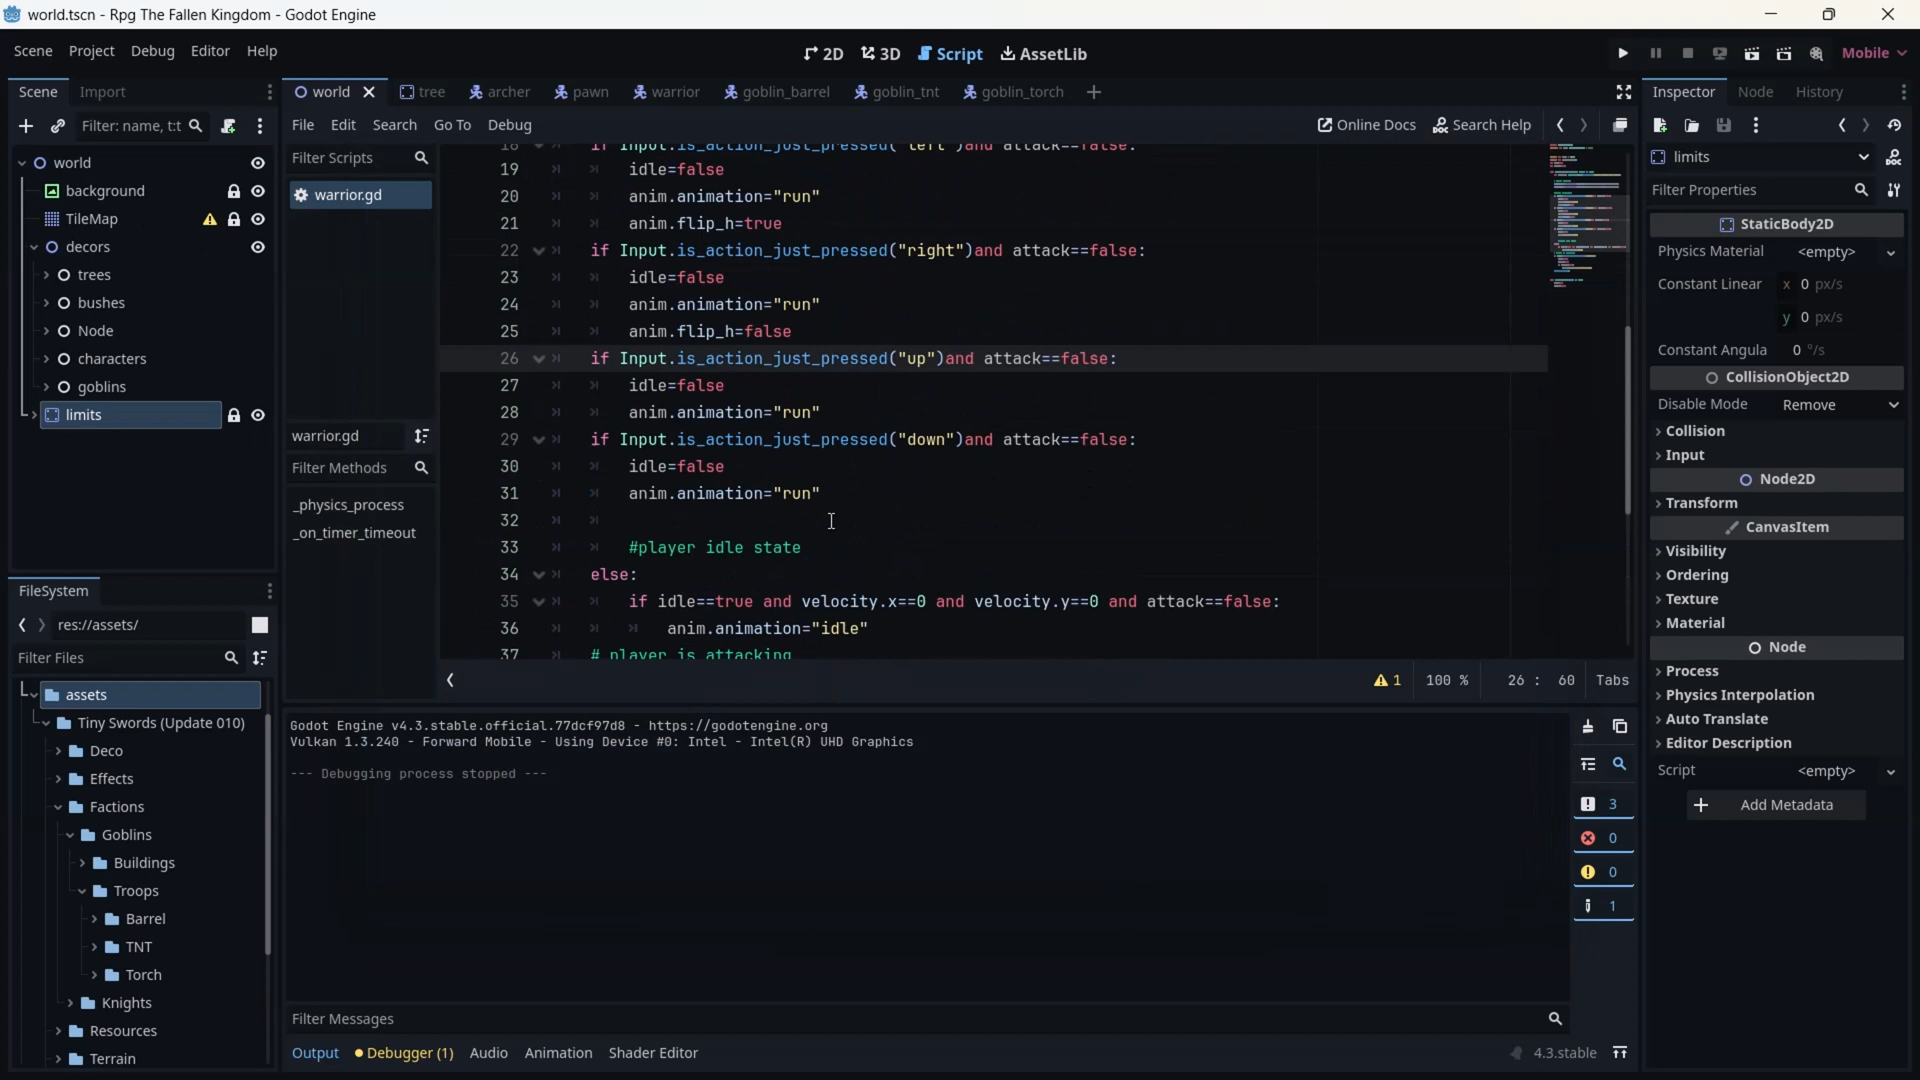 world.tscn - Rpg The Fallen Kingdom - Godot Engine
Scene Project Debug Editor Help
2D 3D Script AssetLib
Mobile
Scene Import
world tree archer pawn warrior goblin_barrel goblin_tnt goblin_torch
Inspector Node History
Filter: name, t:t
File Edit Search Go To Debug
Online Docs Search Help
world
background
TileMap
decors
trees
bushes
Node
characters
goblins
limits
FileSystem
res://assets/
Filter Files
assets
Tiny Swords (Update 010)
Deco
Effects
Factions
Goblins
Buildings
Troops
Barrel
TNT
Torch
Knights
Resources
Terrain
Filter Scripts
warrior.gd
warrior.gd
Filter Methods
_physics_process
_on_timer_timeout
18 if Input.is_action_just_pressed("left")and attack==false:
19 idle=false
20 anim.animation="run"
21 anim.flip_h=true
22 if Input.is_action_just_pressed("right")and attack==false:
23 idle=false
24 anim.animation="run"
25 anim.flip_h=false
26 if Input.is_action_just_pressed("up")and attack==false:
27 idle=false
28 anim.animation="run"
29 if Input.is_action_just_pressed("down")and attack==false:
30 idle=false
31 anim.animation="run"
32
33 #player idle state
34 else:
35 if idle==true and velocity.x==0 and velocity.y==0 and attack==false:
36 anim.animation="idle"
37 # player is attacking
1 100 % 26 : 60 Tabs
Godot Engine v4.3.stable.official.77dcf97d8 - https://godotengine.org
Vulkan 1.3.240 - Forward Mobile - Using Device #0: Intel - Intel(R) UHD Graphics
--- Debugging process stopped ---
3
0
0
1
Filter Messages
Output Debugger (1) Audio Animation Shader Editor
4.3.stable
limits
Filter Properties
StaticBody2D
Physics Material <empty>
Constant Linear x 0 px/s
y 0 px/s
Constant Angula 0 °/s
CollisionObject2D
Disable Mode Remove
Collision
Input
Node2D
Transform
CanvasItem
Visibility
Ordering
Texture
Material
Node
Process
Physics Interpolation
Auto Translate
Editor Description
Script <empty>
Add Metadata